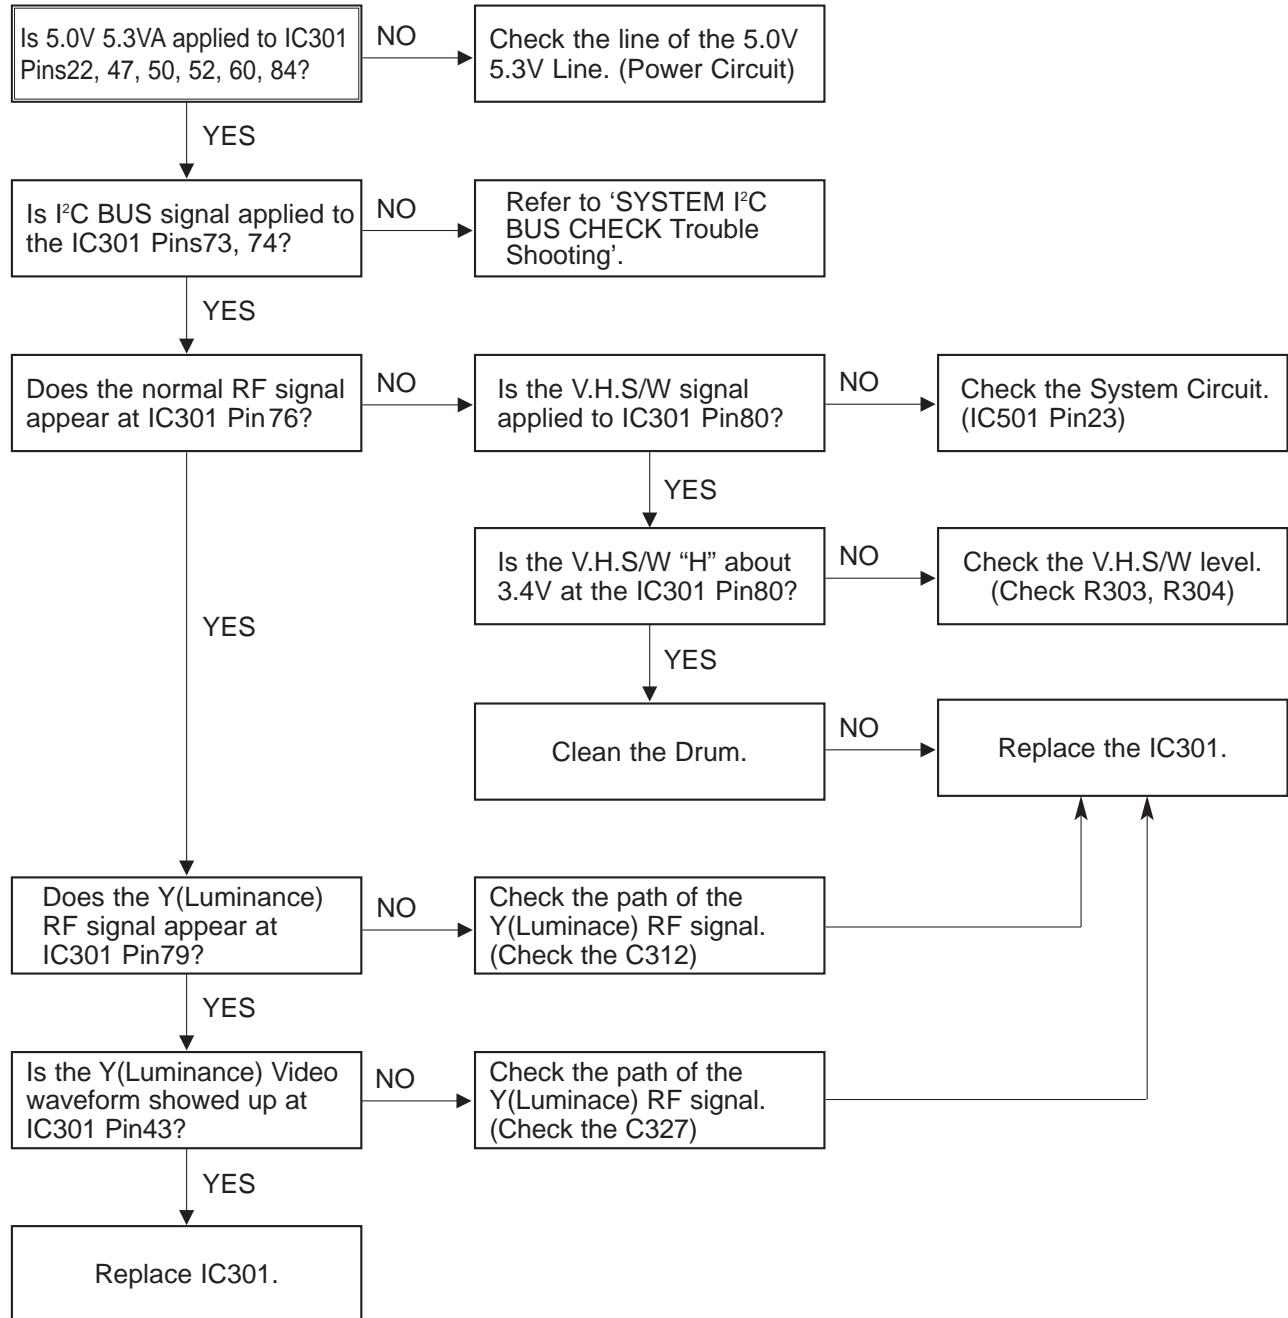 Is 5.0V 5.3VA applied to IC301
Pins22, 47, 50, 52, 60, 84?
NO
Check the line of the 5.0V
5.3V Line. (Power Circuit)
YES
Is I²C BUS signal applied to
the IC301 Pins73, 74?
NO
Refer to ‘SYSTEM I²C
BUS CHECK Trouble
Shooting’.
YES
Does the normal RF signal
appear at IC301 Pin76?
NO
Is the V.H.S/W signal
applied to IC301 Pin80?
NO
Check the System Circuit.
(IC501 Pin23)
YES
Is the V.H.S/W “H” about
3.4V at the IC301 Pin80?
NO
Check the V.H.S/W level.
(Check R303, R304)
YES
YES
Clean the Drum.
NO
Replace the IC301.
Does the Y(Luminance)
RF signal appear at
IC301 Pin79?
NO
Check the path of the
Y(Luminace) RF signal.
(Check the C312)
YES
Is the Y(Luminance) Video
waveform showed up at
IC301 Pin43?
NO
Check the path of the
Y(Luminace) RF signal.
(Check the C327)
YES
Replace IC301.